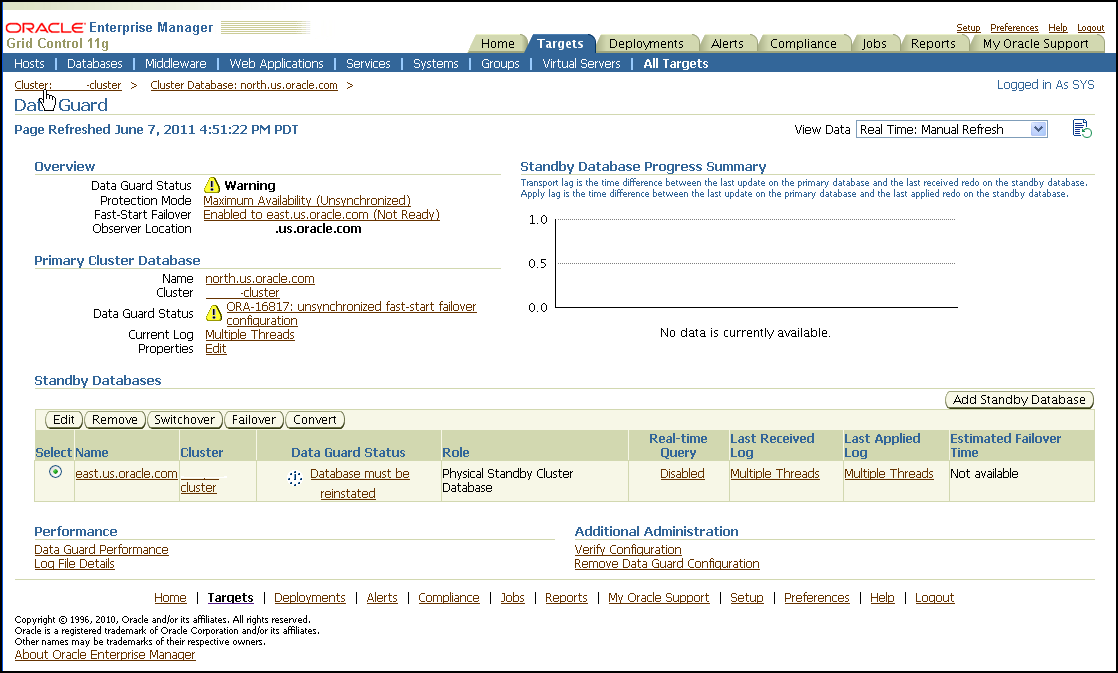 ORACLE Enterprise Manager
Grid Control 11g
Setup Preferences Help Logout
Home Targets Deployments Alerts Compliance Jobs Reports My Oracle Support
Hosts | Databases | Middleware | Web Applications | Services | Systems | Groups | Virtual Servers | All Targets
Cluster: -cluster > Cluster Database: north.us.oracle.com >
Logged in As SYS
Data Guard
Page Refreshed June 7, 2011 4:51:22 PM PDT
View Data Real Time: Manual Refresh
Overview
Data Guard Status Warning
Protection Mode Maximum Availability (Unsynchronized)
Fast-Start Failover Enabled to east.us.oracle.com (Not Ready)
Observer Location .us.oracle.com
Standby Database Progress Summary
Transport lag is the time difference between the last update on the primary database and the last received redo on the standby database.
Apply lag is the time difference between the last update on the primary database and the last applied redo on the standby database.
1.0
0.5
0.0
No data is currently available.
Primary Cluster Database
Name north.us.oracle.com
Cluster -cluster
Data Guard Status ORA-16817: unsynchronized fast-start failover
configuration
Current Log Multiple Threads
Properties Edit
Standby Databases
Add Standby Database
Edit Remove Switchover Failover Convert
Select Name Cluster Data Guard Status Role Real-time Query Last Received Log Last Applied Log Estimated Failover Time
east.us.oracle.com cluster Database must be reinstated Physical Standby Cluster Database Disabled Multiple Threads Multiple Threads Not available
Performance
Data Guard Performance
Log File Details
Additional Administration
Verify Configuration
Remove Data Guard Configuration
Home | Targets | Deployments | Alerts | Compliance | Jobs | Reports | My Oracle Support | Setup | Preferences | Help | Logout
Copyright © 1996, 2010, Oracle and/or its affiliates. All rights reserved.
Oracle is a registered trademark of Oracle Corporation and/or its affiliates.
Other names may be trademarks of their respective owners.
About Oracle Enterprise Manager